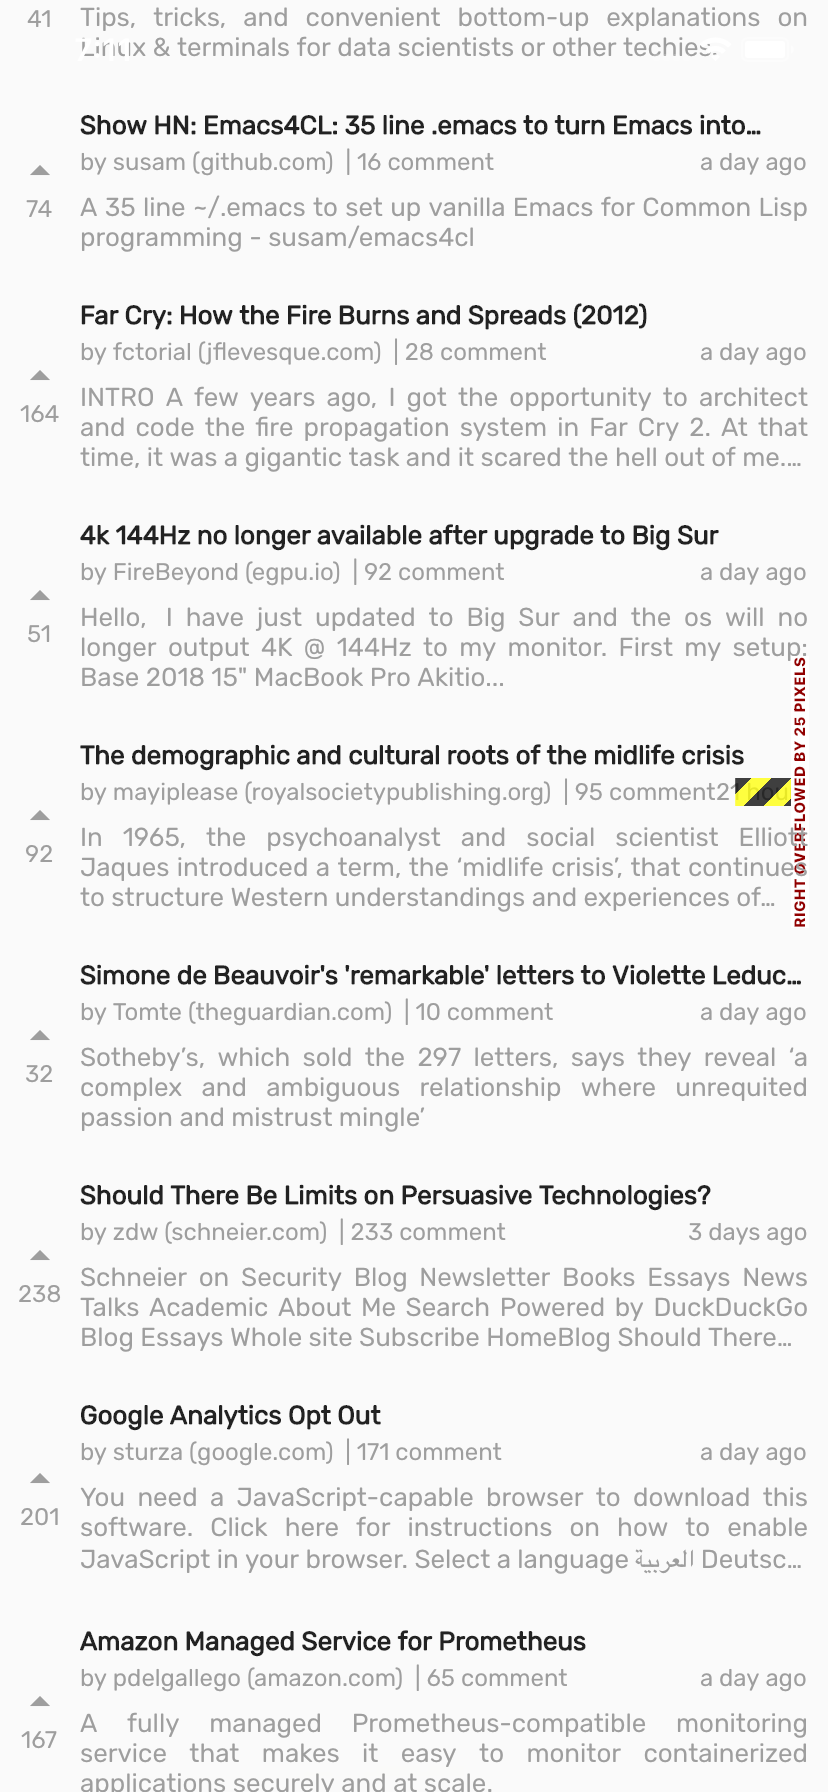 41
Tips, tricks, and convenient bottom-up explanations on
Linux & terminals for data scientists or other techies.
Show HN: Emacs4CL: 35 line .emacs to turn Emacs into…
by susam (github.com) | 16 comment a day ago
74
A 35 line ~/.emacs to set up vanilla Emacs for Common Lisp
programming - susam/emacs4cl
Far Cry: How the Fire Burns and Spreads (2012)
by fctorial (jflevesque.com) | 28 comment a day ago
164
INTRO A few years ago, I got the opportunity to architect
and code the fire propagation system in Far Cry 2. At that
time, it was a gigantic task and it scared the hell out of me.…
4k 144Hz no longer available after upgrade to Big Sur
by FireBeyond (egpu.io) | 92 comment a day ago
51
Hello, I have just updated to Big Sur and the os will no
longer output 4K @ 144Hz to my monitor. First my setup:
Base 2018 15" MacBook Pro Akitio...
RIGHT OVERFLOWED BY 25 PIXELS
The demographic and cultural roots of the midlife crisis
by mayiplease (royalsocietypublishing.org) | 95 comment
92
In 1965, the psychoanalyst and social scientist Elliott
Jaques introduced a term, the ‘midlife crisis’, that continues
to structure Western understandings and experiences of…
Simone de Beauvoir's 'remarkable' letters to Violette Leduc…
by Tomte (theguardian.com) | 10 comment a day ago
32
Sotheby’s, which sold the 297 letters, says they reveal ‘a
complex and ambiguous relationship where unrequited
passion and mistrust mingle’
Should There Be Limits on Persuasive Technologies?
by zdw (schneier.com) | 233 comment 3 days ago
238
Schneier on Security Blog Newsletter Books Essays News
Talks Academic About Me Search Powered by DuckDuckGo
Blog Essays Whole site Subscribe HomeBlog Should There…
Google Analytics Opt Out
by sturza (google.com) | 171 comment a day ago
201
You need a JavaScript-capable browser to download this
software. Click here for instructions on how to enable
JavaScript in your browser. Select a language العربية Deutsc…
Amazon Managed Service for Prometheus
by pdelgallego (amazon.com) | 65 comment a day ago
167
A fully managed Prometheus-compatible monitoring
service that makes it easy to monitor containerized
applications securely and at scale.